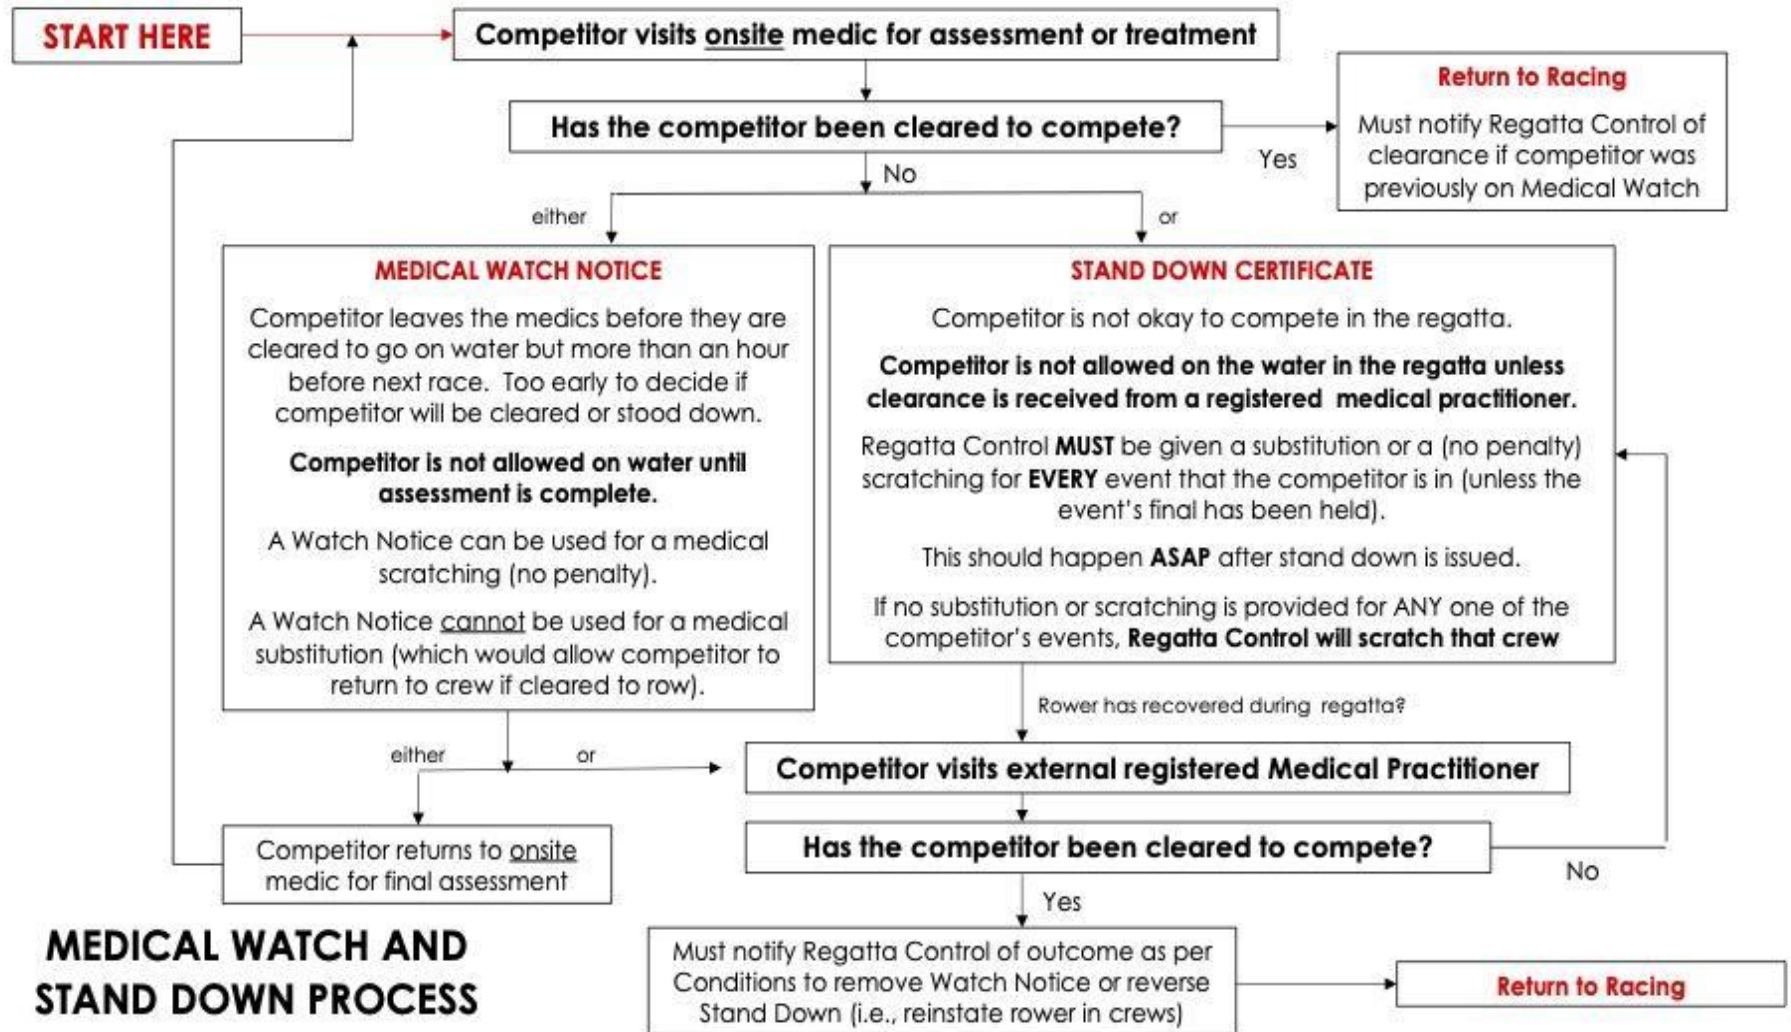 START HERE
Competitor visits onsite medic for assessment or treatment
Return to Racing
Must notify Regatta Control of
clearance if competitor was
previously on Medical Watch
Has the competitor been cleared to compete?
Yes
No
either
or
MEDICAL WATCH NOTICE
Competitor leaves the medics before they are
cleared to go on water but more than an hour
before next race. Too early to decide if
competitor will be cleared or stood down.
Competitor is not allowed on water until
assessment is complete.
A Watch Notice can be used for a medical
scratching (no penalty).
A Watch Notice cannot be used for a medical
substitution (which would allow competitor to
return to crew if cleared to row).
STAND DOWN CERTIFICATE
Competitor is not okay to compete in the regatta.
Competitor is not allowed on the water in the regatta unless
clearance is received from a registered medical practitioner.
Regatta Control MUST be given a substitution or a (no penalty)
scratching for EVERY event that the competitor is in (unless the
event's final has been held).
This should happen ASAP after stand down is issued.
If no substitution or scratching is provided for ANY one of the
competitor's events, Regatta Control will scratch that crew
Rower has recovered during regatta?
either
or
Competitor visits external registered Medical Practitioner
Competitor returns to onsite
medic for final assessment
Has the competitor been cleared to compete?
No
Yes
MEDICAL WATCH AND
STAND DOWN PROCESS
Must notify Regatta Control of outcome as per
Conditions to remove Watch Notice or reverse
Stand Down (i.e., reinstate rower in crews)
Return to Racing